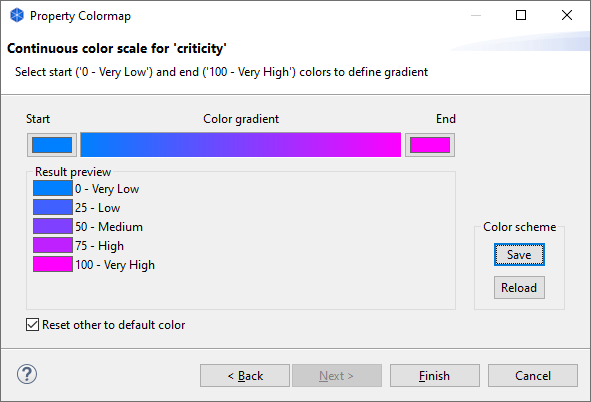 Property Colormap
Continuous color scale for 'criticity'
Select start ('0 - Very Low') and end ('100 - Very High') colors to define gradient
Start Color gradient End
Result preview
0 - Very Low
25 - Low
50 - Medium
75 - High
100 - Very High
Color scheme
Save
Reload
Reset other to default color
? < Back Next > Finish Cancel